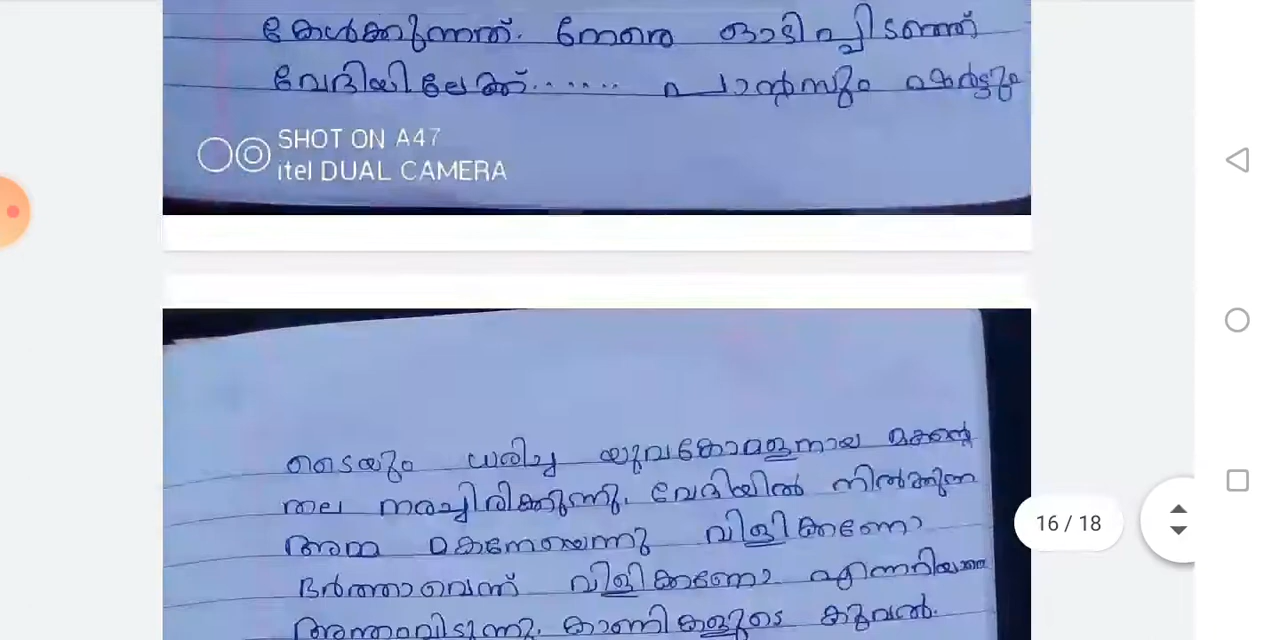 കേൾക്കുന്നത്. നേരെ ഓടിച്ചിടഞ്ഞ്
വേദിയിലേക്ക്...... പാന്റ്സും ഷർട്ടും
SHOT ON A47
itel DUAL CAMERA
ടൈയും ധരിച്ച യുവകോമളനായ മകന്റെ
തല നരച്ചിരിക്കുന്നു. വേദിയിൽ നിൽക്കുന്ന
അമ്മ മകനേയെന്നു വിളിക്കണോ
ഭർത്താവെന്ന് വിളിക്കണോ എന്നറിയാതെ
അന്തംവിടുന്നു. കാണികളുടെ കൂവൽ.
16 / 18